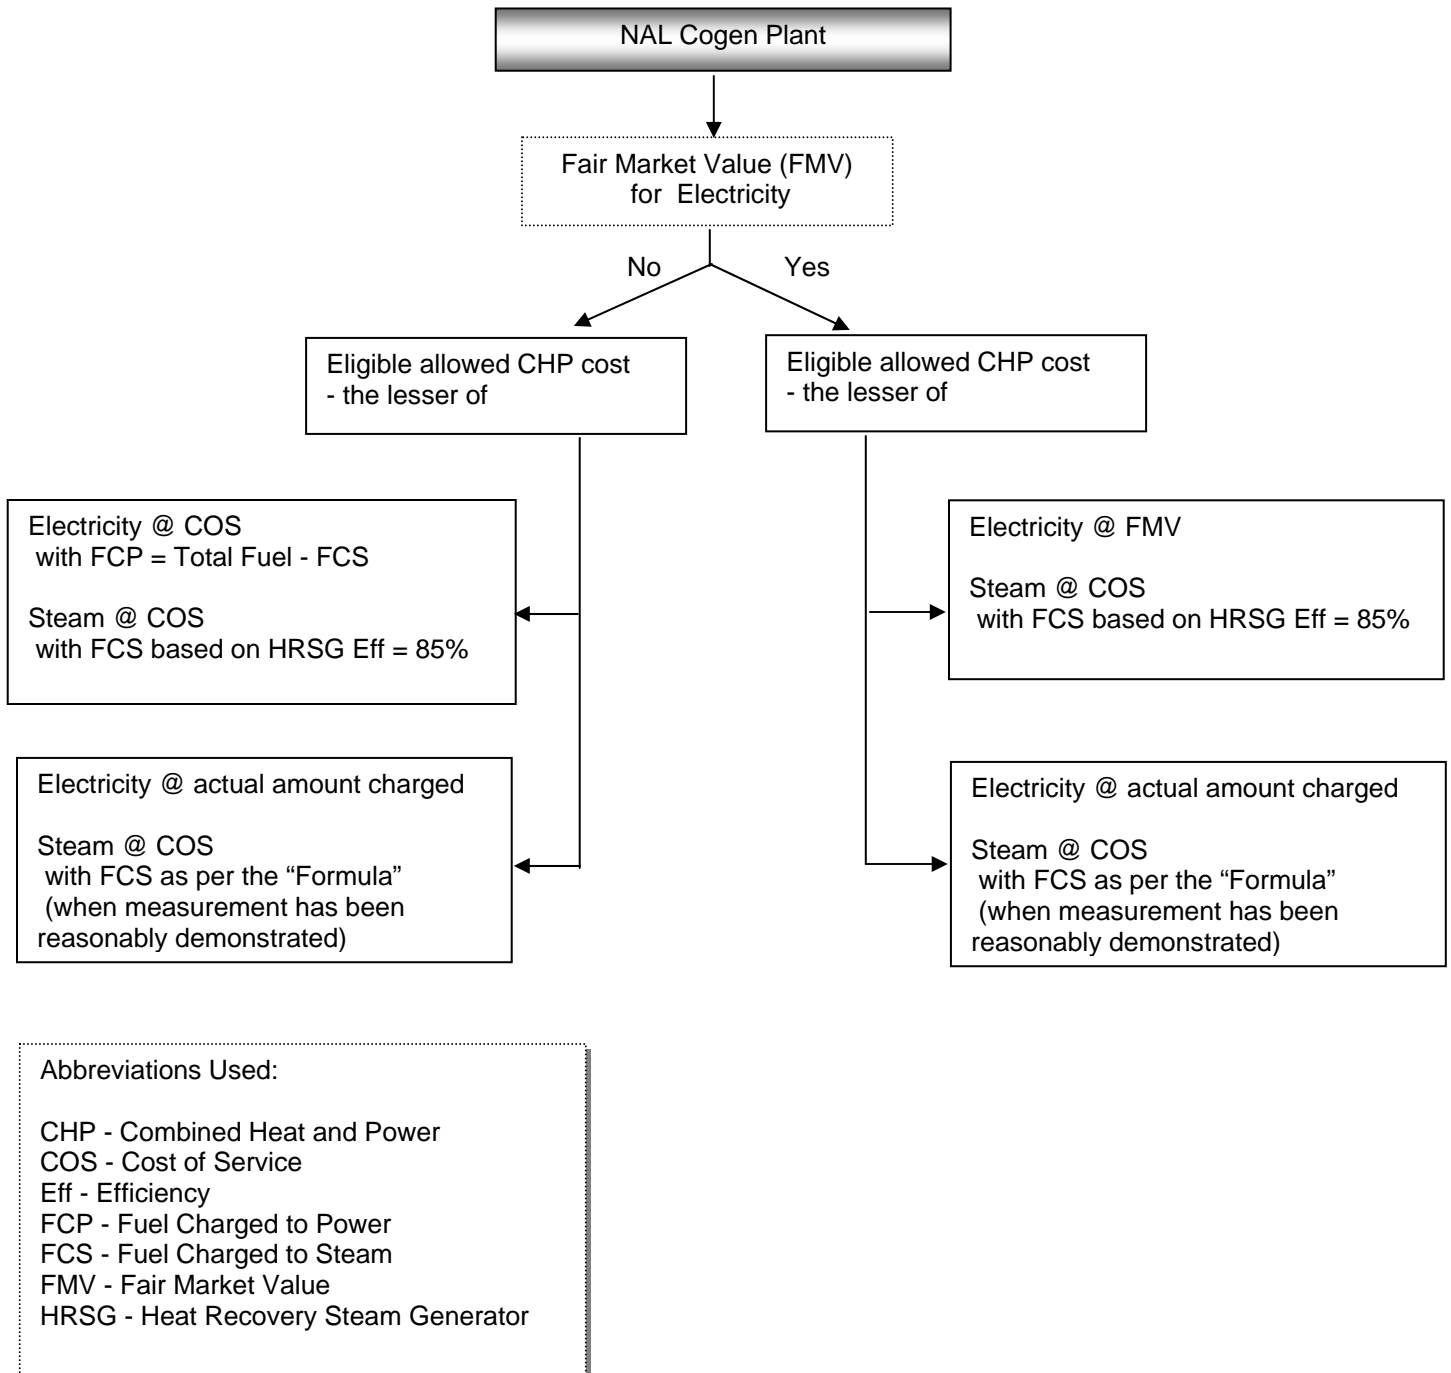 NAL Cogen Plant
Fair Market Value (FMV)
for Electricity
No
Yes
Eligible allowed CHP cost
- the lesser of
Eligible allowed CHP cost
- the lesser of
Electricity @ COS
with FCP = Total Fuel - FCS
Steam @ COS
with FCS based on HRSG Eff = 85%
Electricity @ FMV
Steam @ COS
with FCS based on HRSG Eff = 85%
Electricity @ actual amount charged
Steam @ COS
with FCS as per the “Formula”
(when measurement has been
reasonably demonstrated)
Electricity @ actual amount charged
Steam @ COS
with FCS as per the “Formula”
(when measurement has been
reasonably demonstrated)
Abbreviations Used:
CHP - Combined Heat and Power
COS - Cost of Service
Eff - Efficiency
FCP - Fuel Charged to Power
FCS - Fuel Charged to Steam
FMV - Fair Market Value
HRSG - Heat Recovery Steam Generator